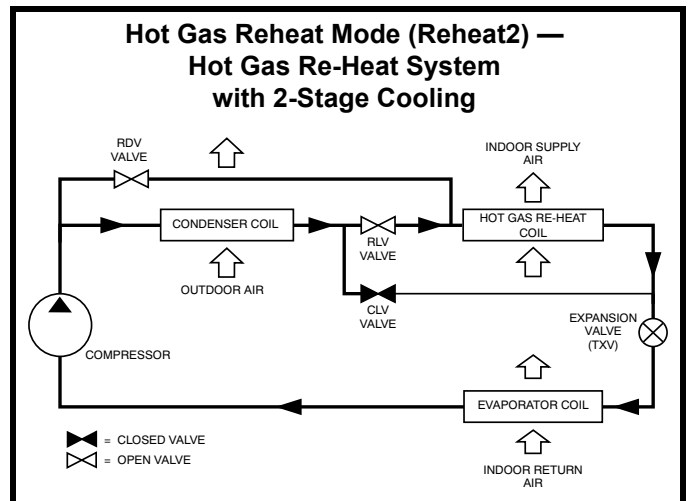 Hot Gas Reheat Mode (Reheat2) —
Hot Gas Re-Heat System
with 2-Stage Cooling
RDV
VALVE
INDOOR SUPPLY
AIR
CONDENSER COIL
HOT GAS RE-HEAT
COIL
RLV
VALVE
OUTDOOR AIR
CLV
VALVE
EXPANSION
VALVE
(TXV)
COMPRESSOR
EVAPORATOR COIL
= CLOSED VALVE
= OPEN VALVE
INDOOR RETURN
AIR